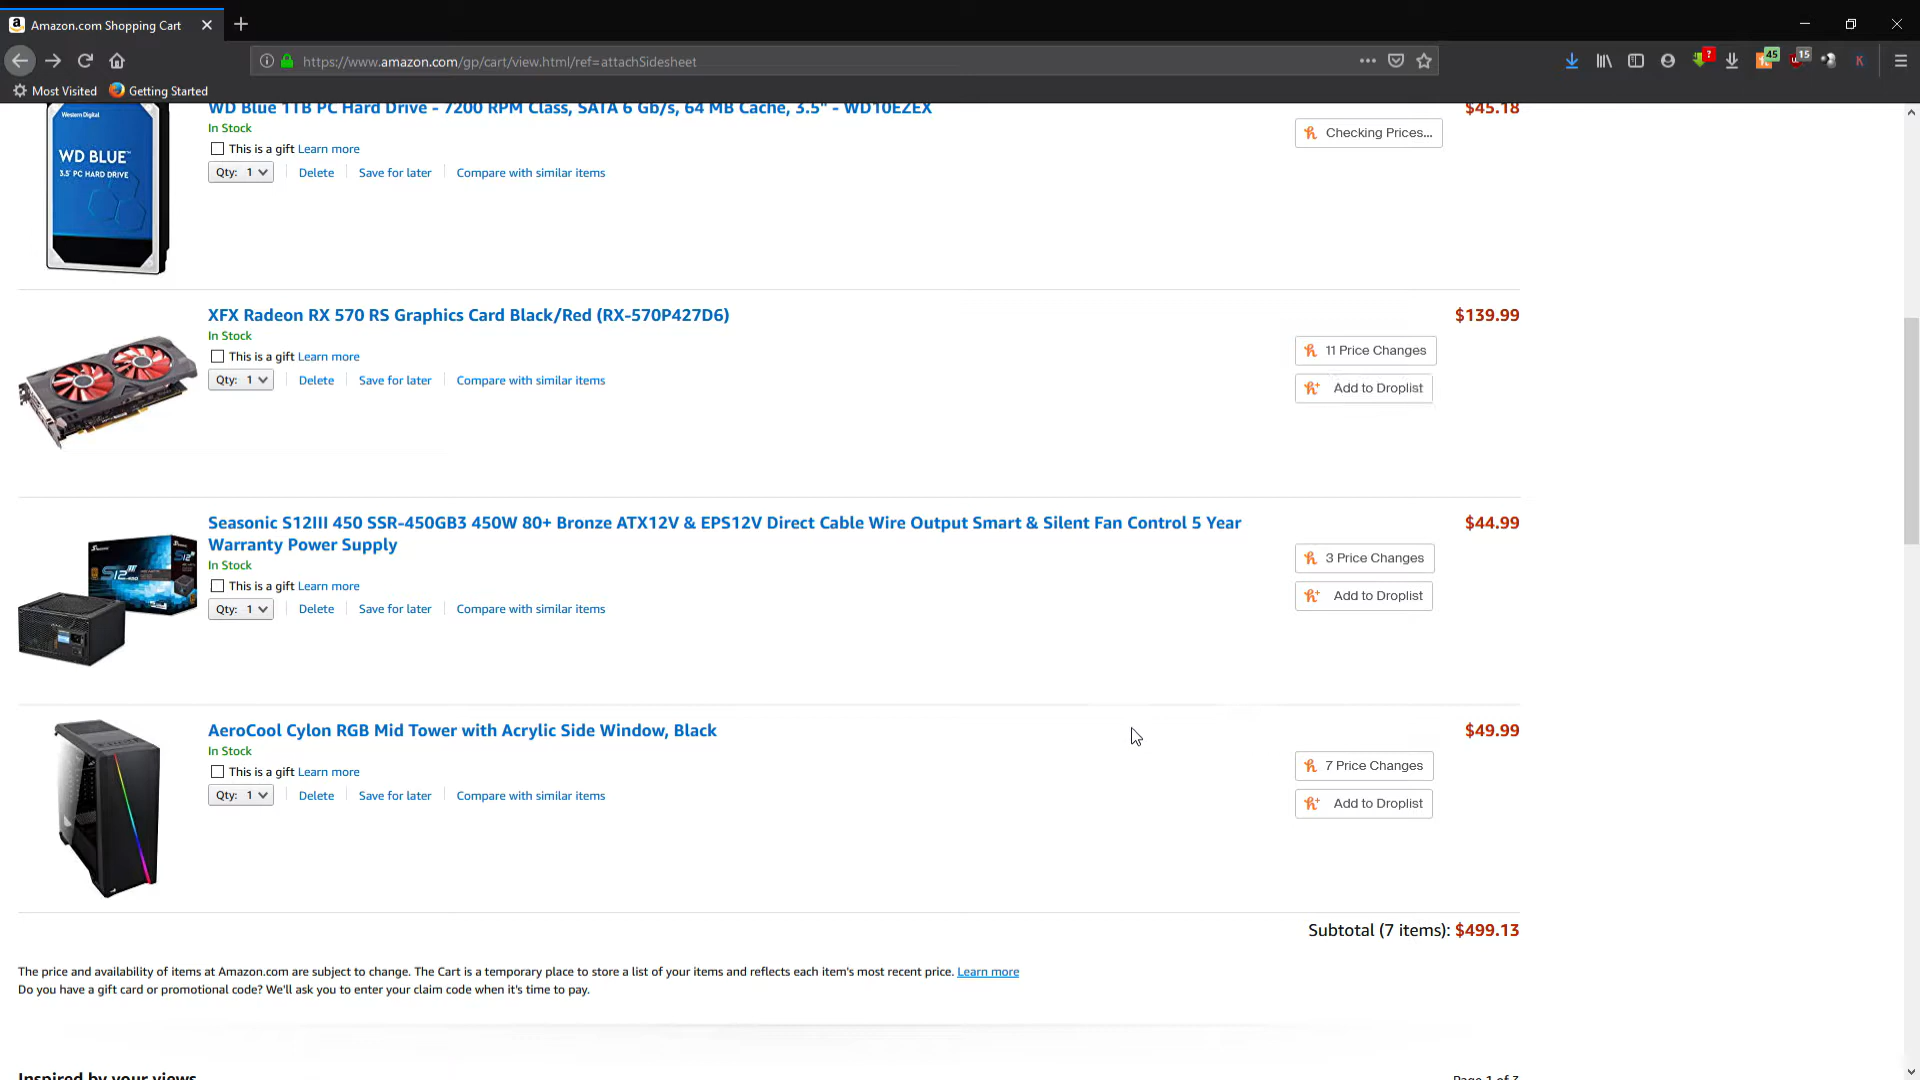 Amazon.com Shopping Cart
https://www.amazon.com/gp/cart/view.html/ref=attachSidesheet
45
15
?
Most Visited
Getting Started
WD Blue 1TB PC Hard Drive - 7200 RPM Class, SATA 6 Gb/s, 64 MB Cache, 3.5" - WD10EZEX
$45.18
Western Digital
WD BLUE™
3.5" PC HARD DRIVE
In Stock
Checking Prices...
This is a gift Learn more
Qty: 1
Delete
Save for later
Compare with similar items
XFX Radeon RX 570 RS Graphics Card Black/Red (RX-570P427D6)
$139.99
In Stock
11 Price Changes
This is a gift Learn more
Qty: 1
Delete
Save for later
Compare with similar items
Add to Droplist
Seasonic S12III 450 SSR-450GB3 450W 80+ Bronze ATX12V & EPS12V Direct Cable Wire Output Smart & Silent Fan Control 5 Year
Warranty Power Supply
$44.99
In Stock
3 Price Changes
This is a gift Learn more
Add to Droplist
Qty: 1
Delete
Save for later
Compare with similar items
AeroCool Cylon RGB Mid Tower with Acrylic Side Window, Black
$49.99
In Stock
7 Price Changes
This is a gift Learn more
Qty: 1
Delete
Save for later
Compare with similar items
Add to Droplist
Subtotal (7 items): $499.13
The price and availability of items at Amazon.com are subject to change. The Cart is a temporary place to store a list of your items and reflects each item's most recent price. Learn more
Do you have a gift card or promotional code? We'll ask you to enter your claim code when it's time to pay.
Inspired by your views
Page 1 of 7